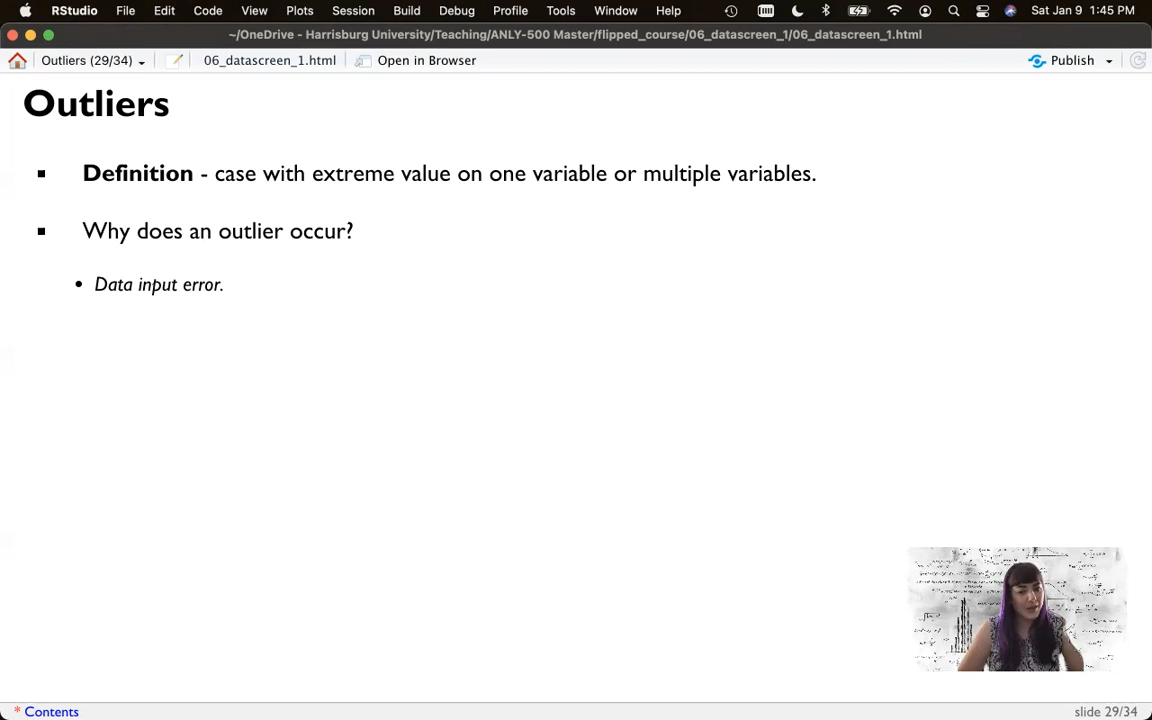 RStudio File Edit Code View Plots Session Build Debug Profile Tools Window Help Sat Jan 9 1:45 PM
~/OneDrive - Harrisburg University/Teaching/ANLY-500 Master/flipped_course/06_datascreen_1/06_datascreen_1.html
Outliers (29/34) 06_datascreen_1.html Open in Browser Publish
Outliers
▪ Definition - case with extreme value on one variable or multiple variables.
▪ Why does an outlier occur?
• Data input error.
* Contents slide 29/34